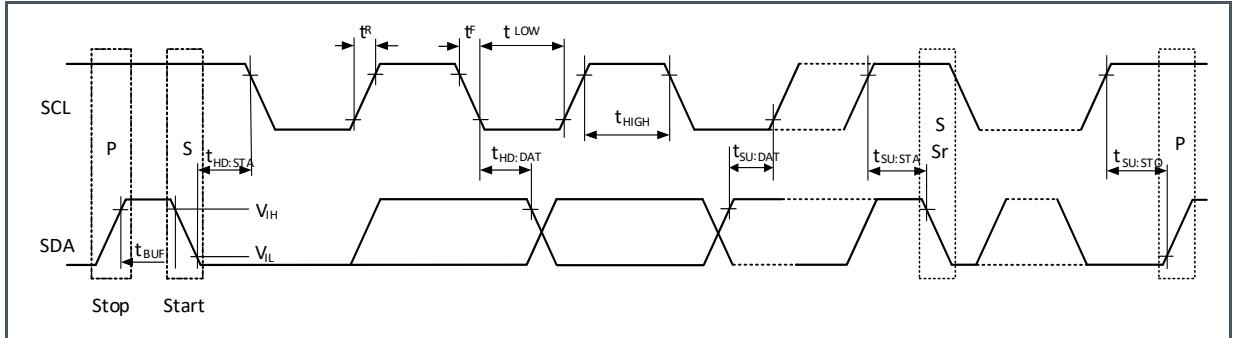 tR tF t LOW
SCL
P S tHD:STA tHD:DAT tHIGH tSU:DAT tSU:STA S tSU:STO P
Sr
VIH
SDA tBUF VIL
Stop Start